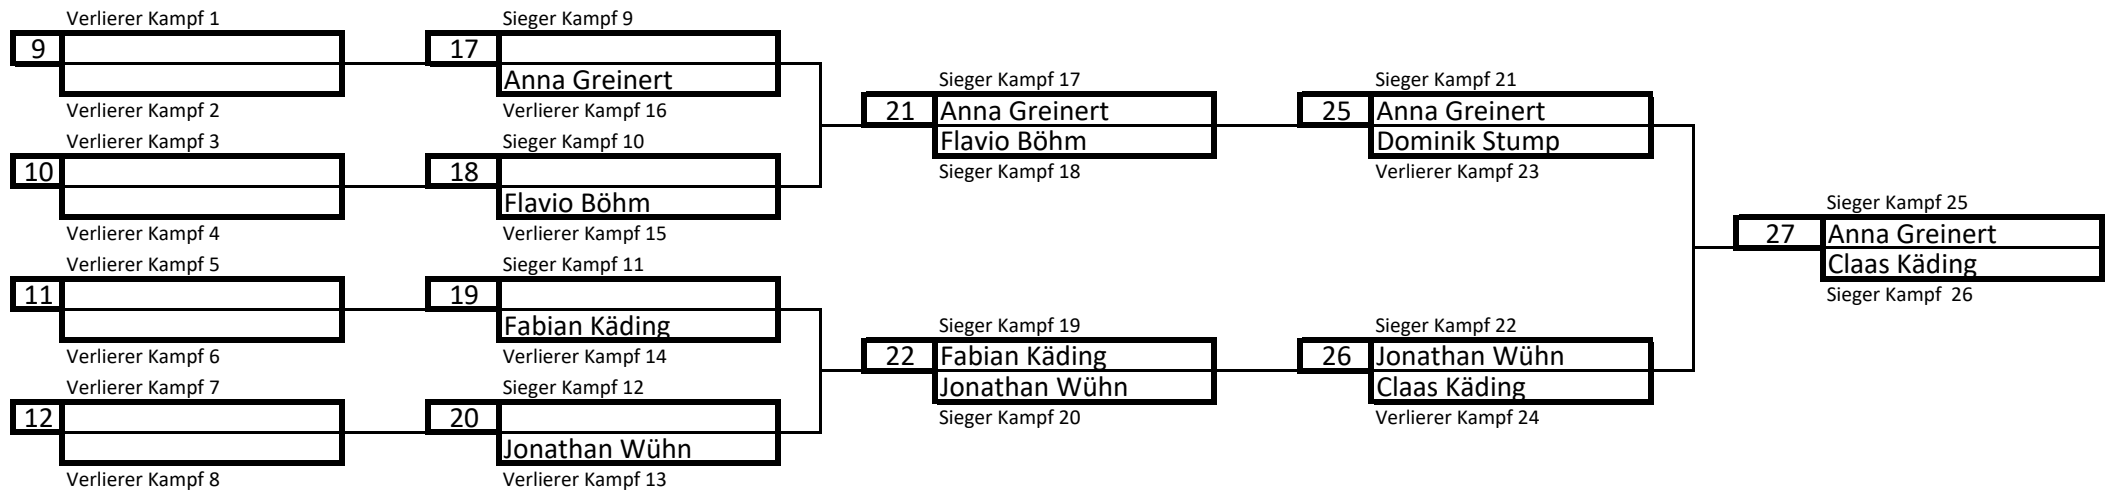 Verlierer Kampf 1
9
Verlierer Kampf 2
Verlierer Kampf 3
10
Verlierer Kampf 4
Verlierer Kampf 5
11
Verlierer Kampf 6
Verlierer Kampf 7
12
Verlierer Kampf 8
Sieger Kampf 9
17
Anna Greinert
Verlierer Kampf 16
Sieger Kampf 10
18
Flavio Böhm
Verlierer Kampf 15
Sieger Kampf 11
19
Fabian Käding
Verlierer Kampf 14
Sieger Kampf 12
20
Jonathan Wühn
Verlierer Kampf 13
Sieger Kampf 17
21 Anna Greinert
Flavio Böhm
Sieger Kampf 18
Sieger Kampf 19
22 Fabian Käding
Jonathan Wühn
Sieger Kampf 20
Sieger Kampf 21
25 Anna Greinert
Dominik Stump
Verlierer Kampf 23
Sieger Kampf 22
26 Jonathan Wühn
Claas Käding
Verlierer Kampf 24
Sieger Kampf 25
27 Anna Greinert
Claas Käding
Sieger Kampf 26